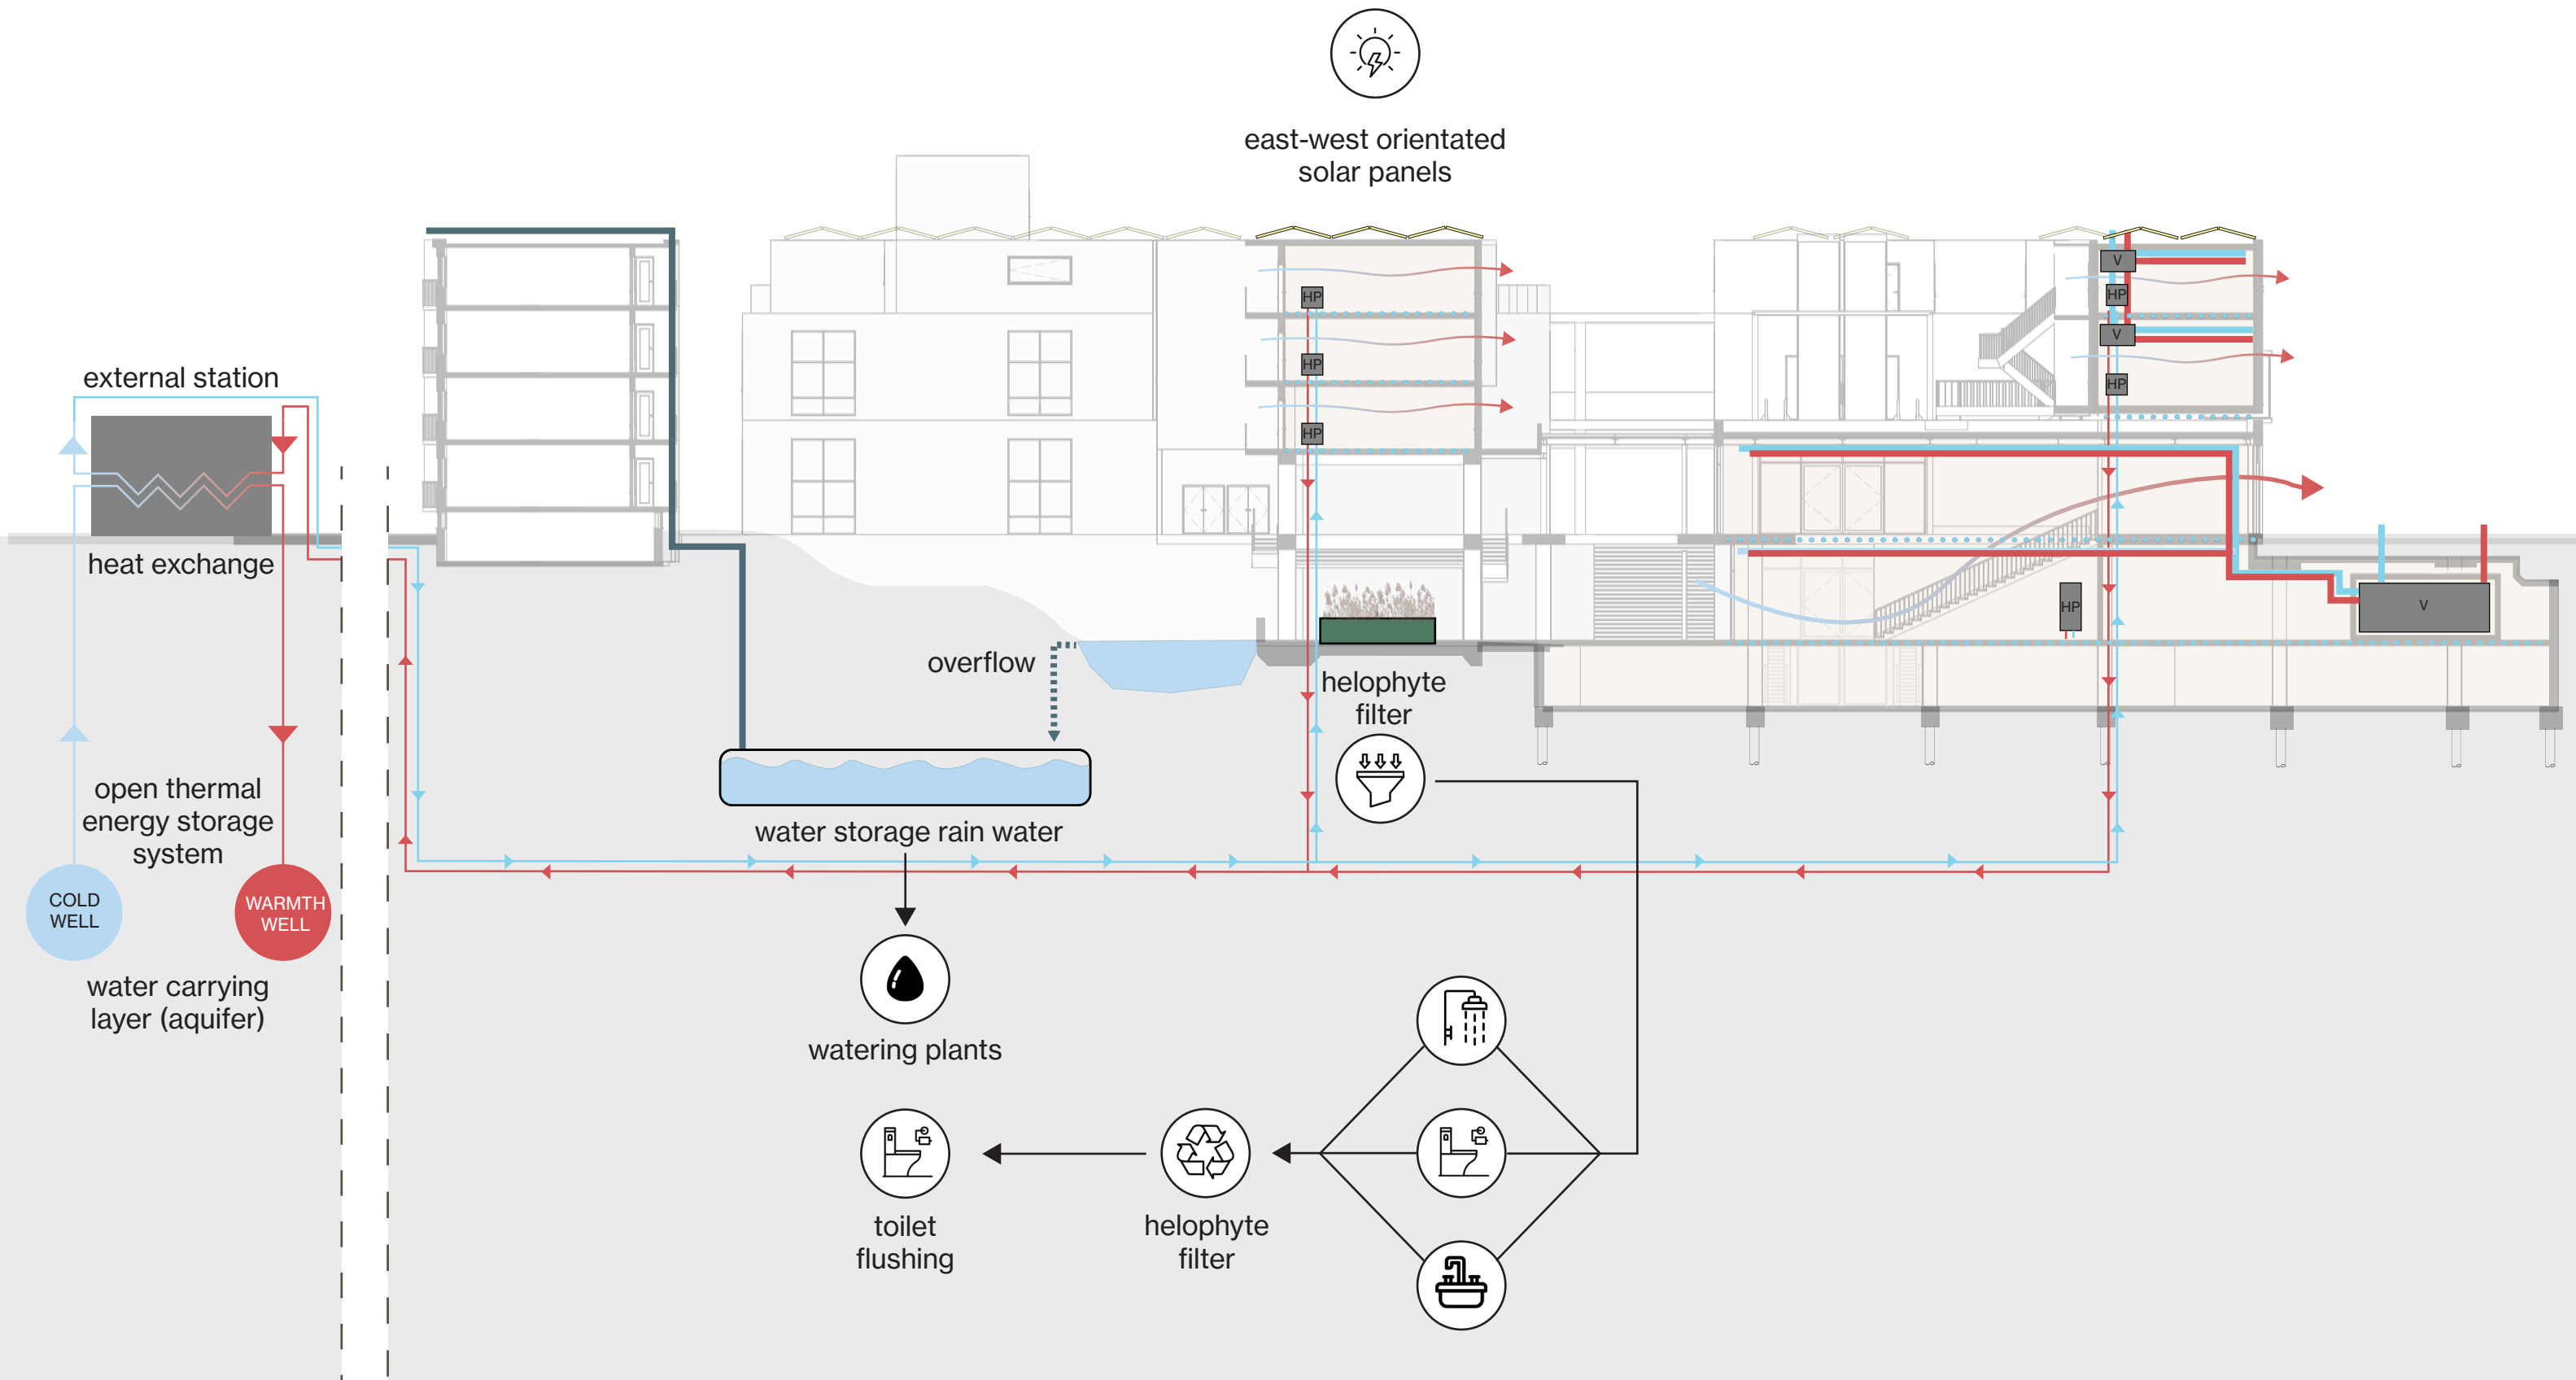 east-west orientated
solar panels
V
HP
HP
V
HP
HP
HP
external station
heat exchange
HP
V
overflow
helophyte
filter
open thermal
energy storage
system
water storage rain water
COLD
WELL
WARMTH
WELL
water carrying
layer (aquifer)
watering plants
toilet
flushing
helophyte
filter